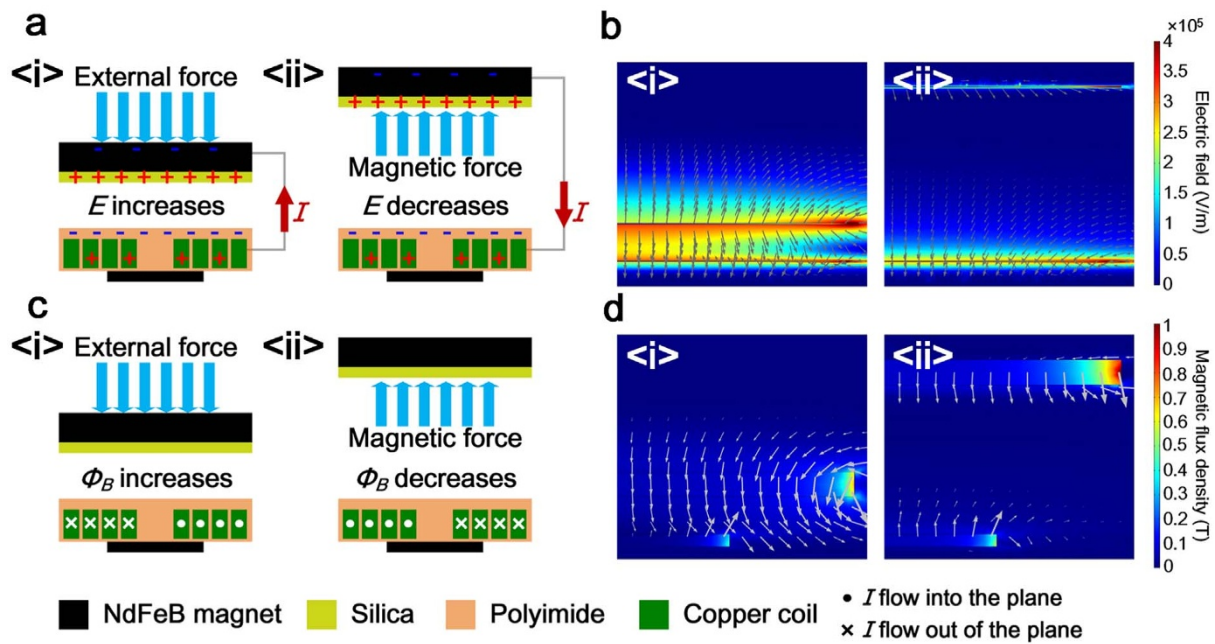 a
<i>
External force
- - - -
+ + + + + + + +
E increases
I
- - - - - - - -
+ + + +
<ii>
- - - -
+ + + + + + + +
Magnetic force
E decreases
I
- - - - - - - -
+ + + +
b
<i>
<ii>
×10⁵
4
3.5
3
2.5
2
1.5
1
0.5
0
Electric field (V/m)
c
<i>
External force
Φ_B increases
× × × × • • • •
<ii>
Magnetic force
Φ_B decreases
• • • • × × × ×
d
<i>
<ii>
1
0.9
0.8
0.7
0.6
0.5
0.4
0.3
0.2
0.1
0
Magnetic flux density (T)
NdFeB magnet
Silica
Polyimide
Copper coil
• I flow into the plane
× I flow out of the plane